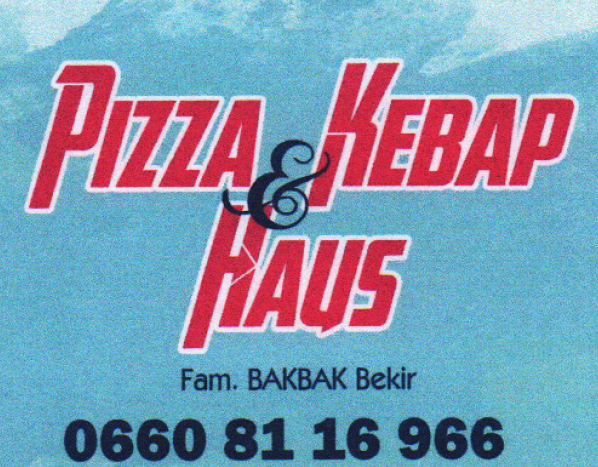 PIZZA & KEBAP
HAUS
Fam. BAKBAK Bekir
0660 81 16 966